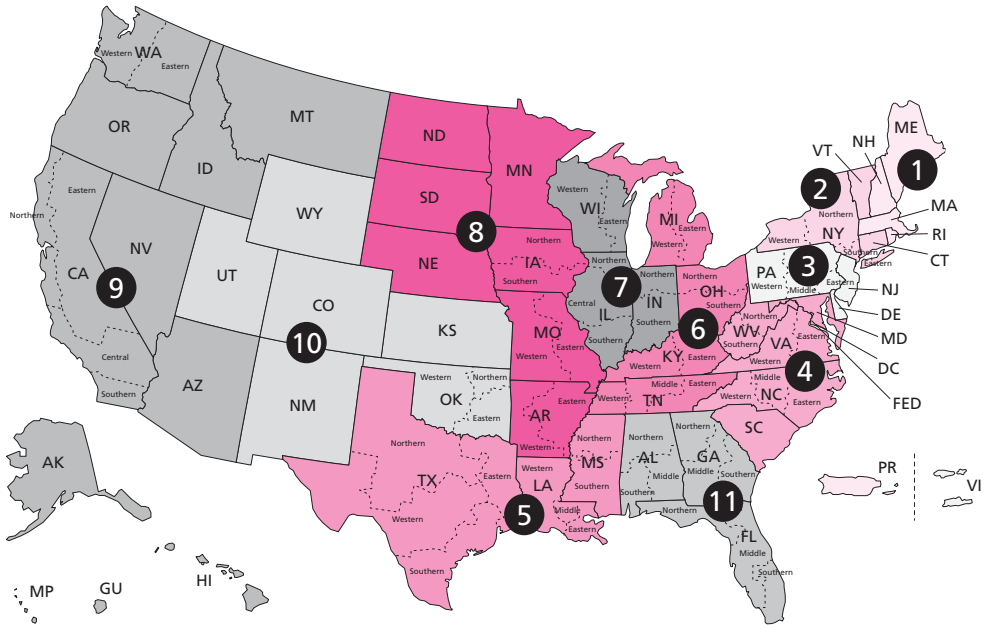 WA
Western
Eastern
OR
ID
MT
WY
Northern
Eastern
CA
NV
9
Central
Southern
UT
CO
10
AZ
NM
ND
SD
NE
KS
MN
8
Northern
IA
Southern
MO
Western
Eastern
Western
Northern
OK
Eastern
Eastern
AR
Western
Northern
TX
Eastern
Western
Southern
Western
LA
5
Middle
Eastern
Northern
MS
Southern
Western
WI
Eastern
Northern
7
Central
IL
Southern
Northern
IN
Southern
MI
Eastern
Western
Northern
OH
Southern
6
KY
Western
Eastern
Middle
Eastern
Western
TN
Northern
AL
Middle
Southern
Northern
GA
Middle
Southern
11
Northern
FL
Middle
Southern
Northern
WV
Southern
VA
Eastern
Western
4
Middle
NC
Western
Eastern
SC
PA
3
Western
Middle
Eastern
2
Northern
NY
Western
Southern
Eastern
VT
NH
ME
1
MA
RI
CT
NJ
DE
MD
DC
FED
PR
VI
AK
HI
GU
MP